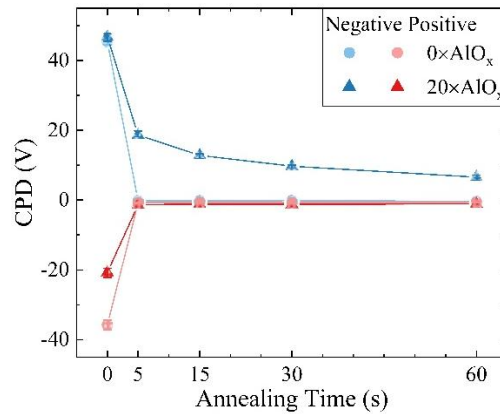 Negative Positive
0×AlOₓ
20×AlOₓ
CPD (V)
40
20
0
-20
-40
0 5 15 30 60
Annealing Time (s)